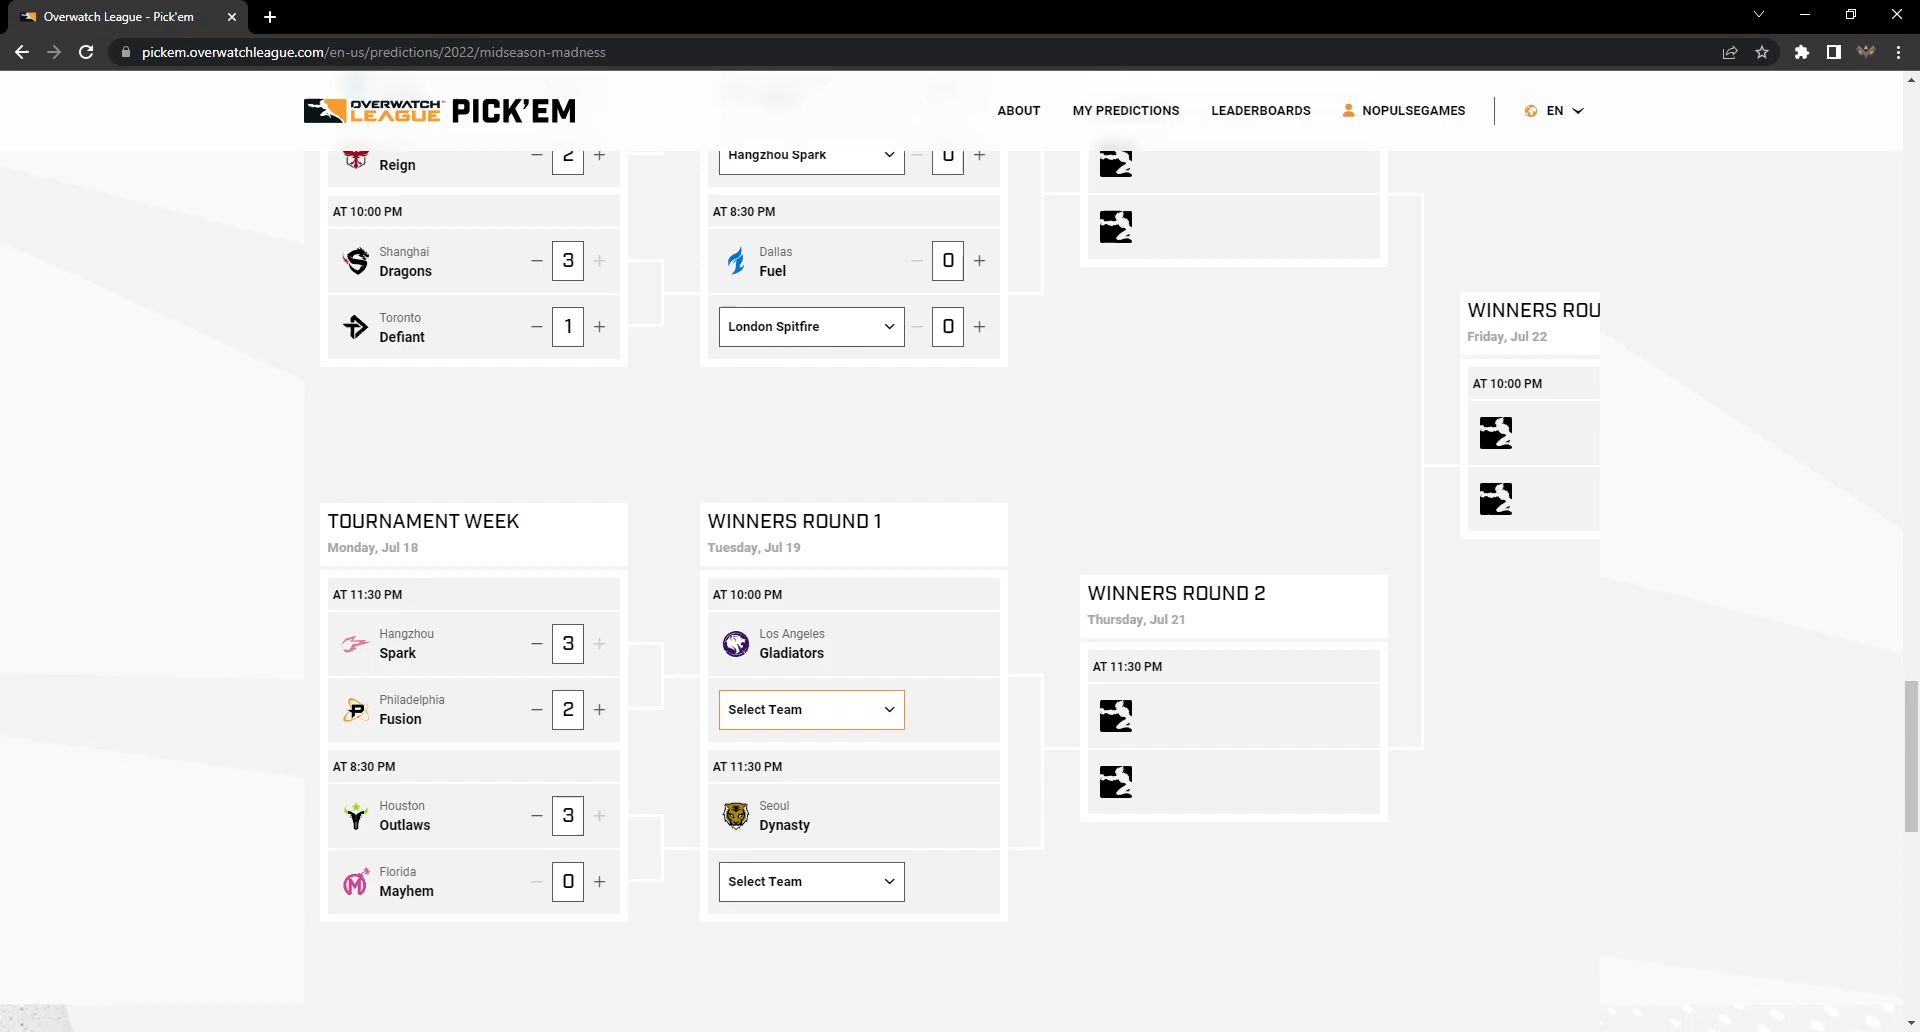 Overwatch League - Pick'em
pickem.overwatchleague.com/en-us/predictions/2022/midseason-madness
OVERWATCH LEAGUE PICK'EM
ABOUT
MY PREDICTIONS
LEADERBOARDS
NOPULSEGAMES
EN
Reign
2
Hangzhou Spark
0
AT 10:00 PM
Shanghai
Dragons
3
Toronto
Defiant
1
AT 8:30 PM
Dallas
Fuel
0
London Spitfire
0
WINNERS ROU
Friday, Jul 22
AT 10:00 PM
TOURNAMENT WEEK
Monday, Jul 18
AT 11:30 PM
Hangzhou
Spark
3
Philadelphia
Fusion
2
AT 8:30 PM
Houston
Outlaws
3
Florida
Mayhem
0
WINNERS ROUND 1
Tuesday, Jul 19
AT 10:00 PM
Los Angeles
Gladiators
Select Team
AT 11:30 PM
Seoul
Dynasty
Select Team
WINNERS ROUND 2
Thursday, Jul 21
AT 11:30 PM